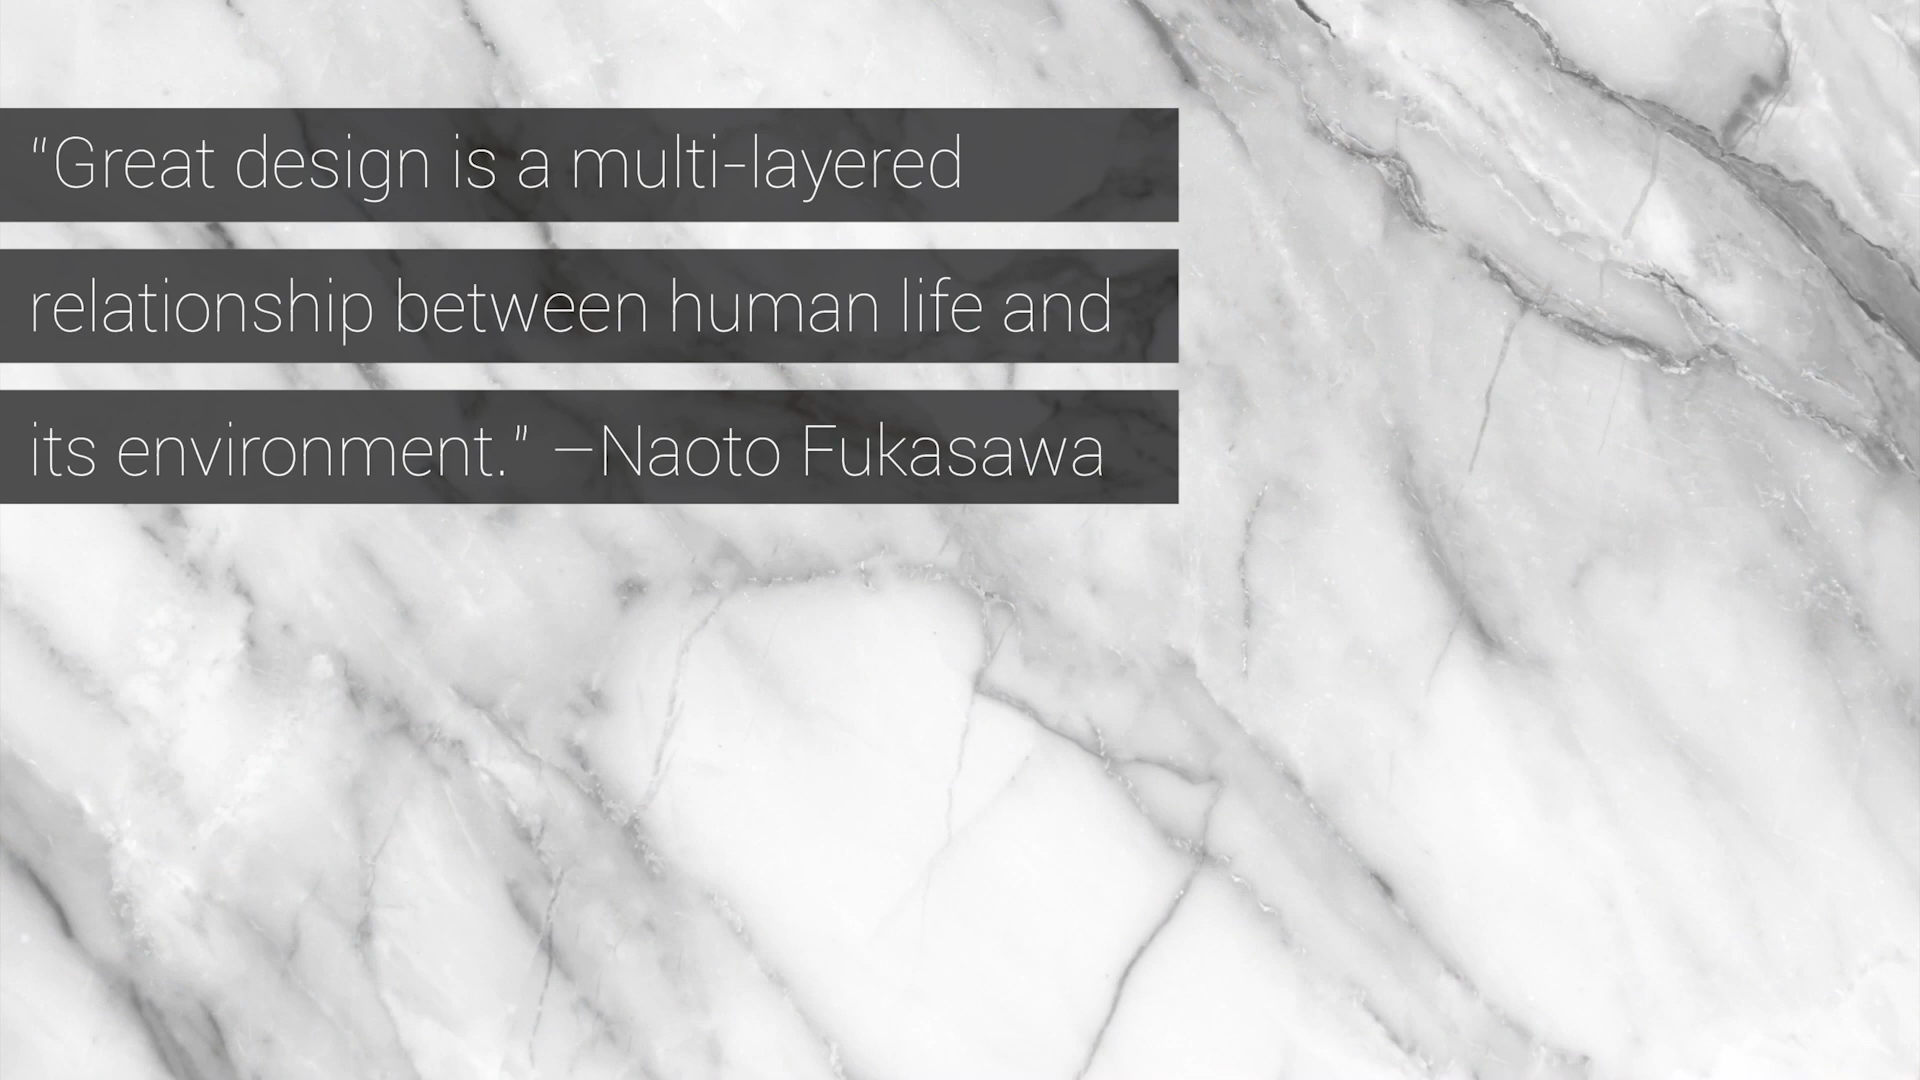 “Great design is a multi-layered
relationship between human life and
its environment.” –Naoto Fukasawa